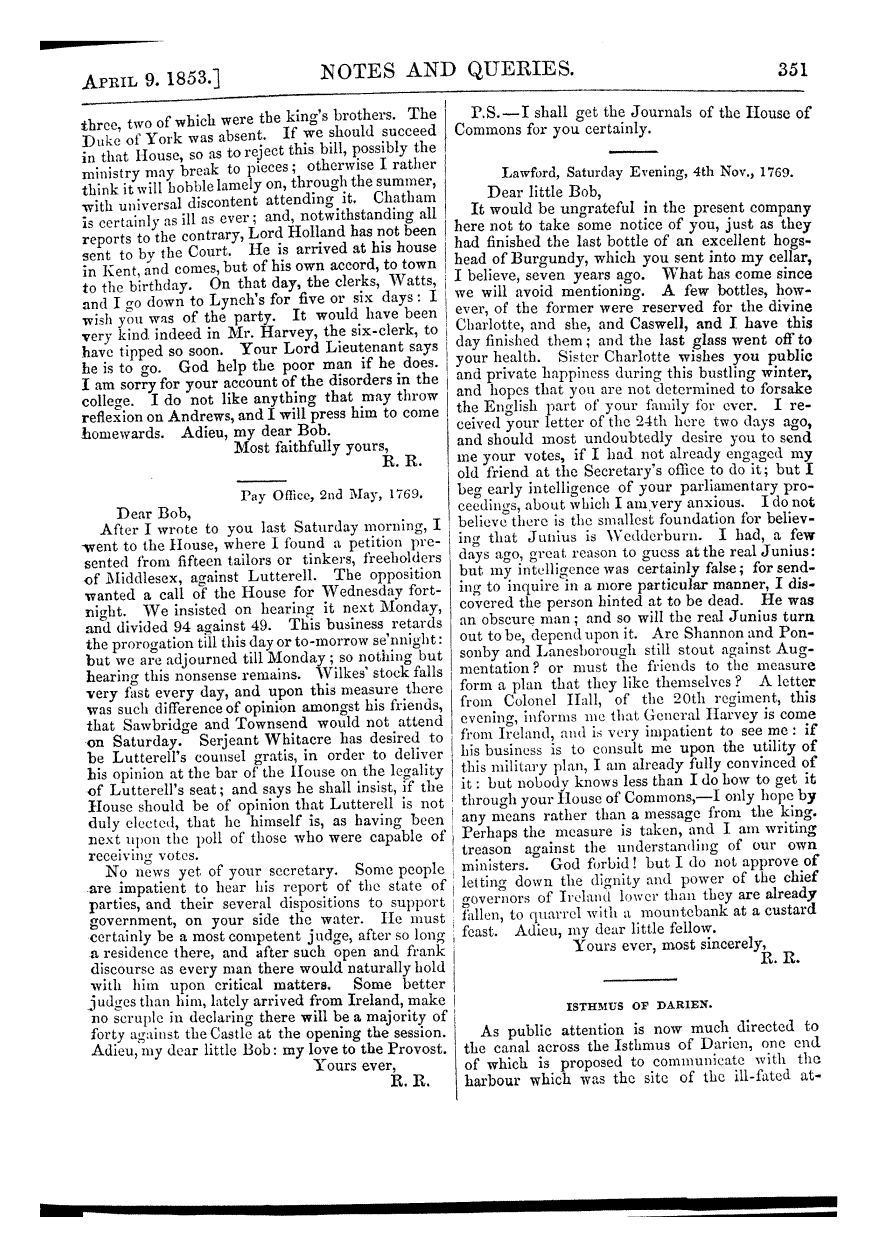 APRIL 9. 1853.]
NOTES AND QUERIES.
351
three, two of which were the king's brothers. The
Duke of York was absent. If we should succeed
in that House, so as to reject this bill, possibly the
ministry may break to pieces; otherwise I rather
think it will hobble lamely on, through the summer,
with universal discontent attending it. Chatham
is certainly as ill as ever; and, notwithstanding all
reports to the contrary, Lord Holland has not been
sent to by the Court. He is arrived at his house
in Kent, and comes, but of his own accord, to town
to the birthday. On that day, the clerks, Watts,
and I go down to Lynch's for five or six days: I
wish you was of the party. It would have been
very kind indeed in Mr. Harvey, the six-clerk, to
have tipped so soon. Your Lord Lieutenant says
he is to go. God help the poor man if he does.
I am sorry for your account of the disorders in the
college. I do not like anything that may throw
reflexion on Andrews, and I will press him to come
homewards. Adieu, my dear Bob.
Most faithfully yours,
R. R.
Pay Office, 2nd May, 1769.
Dear Bob,
After I wrote to you last Saturday morning, I
went to the House, where I found a petition pre-
sented from fifteen tailors or tinkers, freeholders
of Middlesex, against Lutterell. The opposition
wanted a call of the House for Wednesday fort-
night. We insisted on hearing it next Monday,
and divided 94 against 49. This business retards
the prorogation till this day or to-morrow se'nnight:
but we are adjourned till Monday; so nothing but
hearing this nonsense remains. Wilkes' stock falls
very fast every day, and upon this measure there
was such difference of opinion amongst his friends,
that Sawbridge and Townsend would not attend
on Saturday. Serjeant Whitacre has desired to
be Lutterell's counsel gratis, in order to deliver
his opinion at the bar of the House on the legality
of Lutterell's seat; and says he shall insist, if the
House should be of opinion that Lutterell is not
duly elected, that he himself is, as having been
next upon the poll of those who were capable of
receiving votes.
No news yet of your secretary. Some people
are impatient to hear his report of the state of
parties, and their several dispositions to support
government, on your side the water. He must
certainly be a most competent judge, after so long
a residence there, and after such open and frank
discourse as every man there would naturally hold
with him upon critical matters. Some better
judges than him, lately arrived from Ireland, make
no scruple in declaring there will be a majority of
forty against the Castle at the opening the session.
Adieu, my dear little Bob: my love to the Provost.
Yours ever,
R. R.
P.S.—I shall get the Journals of the House of
Commons for you certainly.
Lawford, Saturday Evening, 4th Nov., 1769.
Dear little Bob,
It would be ungrateful in the present company
here not to take some notice of you, just as they
had finished the last bottle of an excellent hogs-
head of Burgundy, which you sent into my cellar,
I believe, seven years ago. What has come since
we will avoid mentioning. A few bottles, how-
ever, of the former were reserved for the divine
Charlotte, and she, and Caswell, and I have this
day finished them; and the last glass went off to
your health. Sister Charlotte wishes you public
and private happiness during this bustling winter,
and hopes that you are not determined to forsake
the English part of your family for ever. I re-
ceived your letter of the 24th here two days ago,
and should most undoubtedly desire you to send
me your votes, if I had not already engaged my
old friend at the Secretary's office to do it; but I
beg early intelligence of your parliamentary pro-
ceedings, about which I am very anxious. I do not
believe there is the smallest foundation for believ-
ing that Junius is Wedderburn. I had, a few
days ago, great reason to guess at the real Junius:
but my intelligence was certainly false; for send-
ing to inquire in a more particular manner, I dis-
covered the person hinted at to be dead. He was
an obscure man; and so will the real Junius turn
out to be, depend upon it. Are Shannon and Pon-
sonby and Lanesborough still stout against Aug-
mentation? or must the friends to the measure
form a plan that they like themselves? A letter
from Colonel Hall, of the 20th regiment, this
evening, informs me that General Harvey is come
from Ireland, and is very impatient to see me: if
his business is to consult me upon the utility of
this military plan, I am already fully convinced of
it: but nobody knows less than I do how to get it
through your House of Commons,—I only hope by
any means rather than a message from the king.
Perhaps the measure is taken, and I am writing
treason against the understanding of our own
ministers. God forbid! but I do not approve of
letting down the dignity and power of the chief
governors of Ireland lower than they are already
fallen, to quarrel with a mountebank at a custard
feast. Adieu, my dear little fellow.
Yours ever, most sincerely,
R. R.
ISTHMUS OF DARIEN.
As public attention is now much directed to
the canal across the Isthmus of Darien, one end
of which is proposed to communicate with the
harbour which was the site of the ill-fated at-